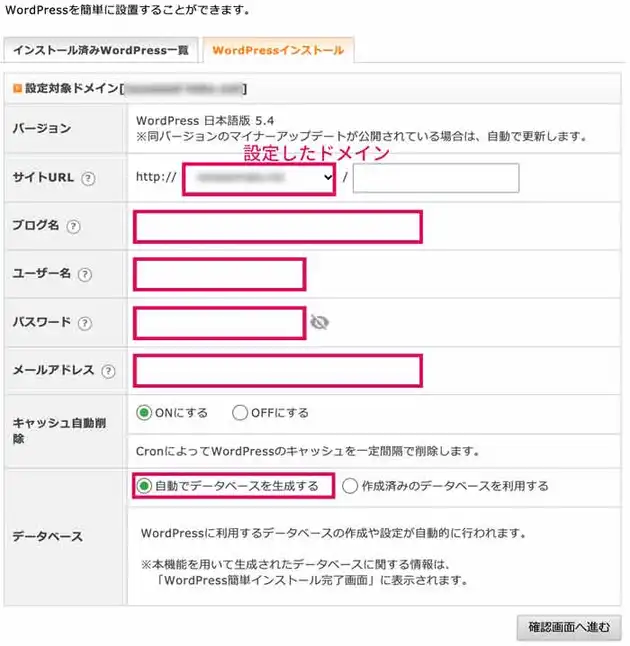 WordPressを簡単に設置することができます。
インストール済みWordPress一覧
WordPressインストール
設定対象ドメイン[ ]
バージョン
WordPress 日本語版 5.4
※同バージョンのマイナーアップデートが公開されている場合は、自動で更新します。
設定したドメイン
サイトURL ?
http:// /
ブログ名 ?
ユーザー名 ?
パスワード ?
メールアドレス ?
キャッシュ自動削
除
ONにする OFFにする
CronによってWordPressのキャッシュを一定間隔で削除します。
データベース
自動でデータベースを生成する 作成済みのデータベースを利用する
WordPressに利用するデータベースの作成や設定が自動的に行われます。
※本機能を用いて生成されたデータベースに関する情報は、
「WordPress簡単インストール完了画面」に表示されます。
確認画面へ進む